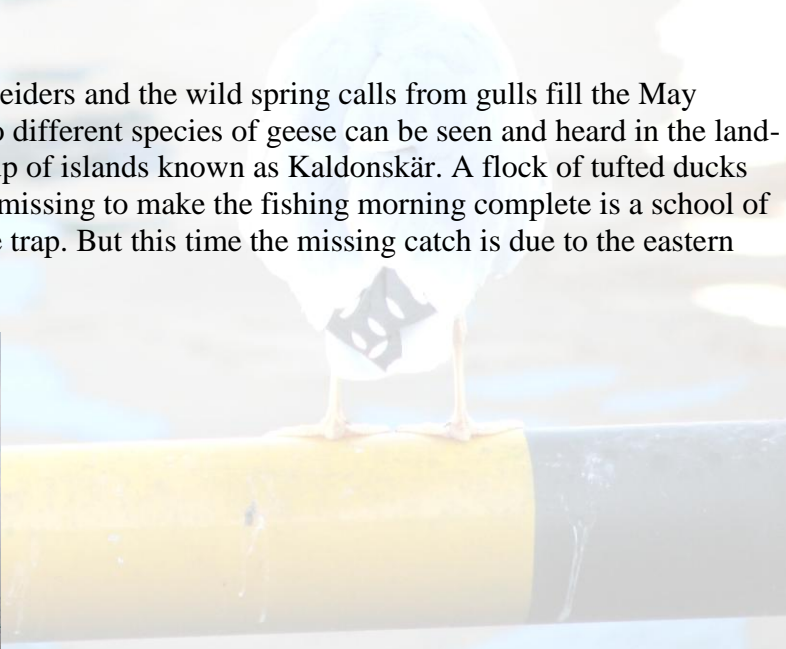 eiders and the wild spring calls from gulls fill the May
different species of geese can be seen and heard in the land-
of islands known as Kaldonskär. A flock of tufted ducks
missing to make the fishing morning complete is a school of
trap. But this time the missing catch is due to the eastern